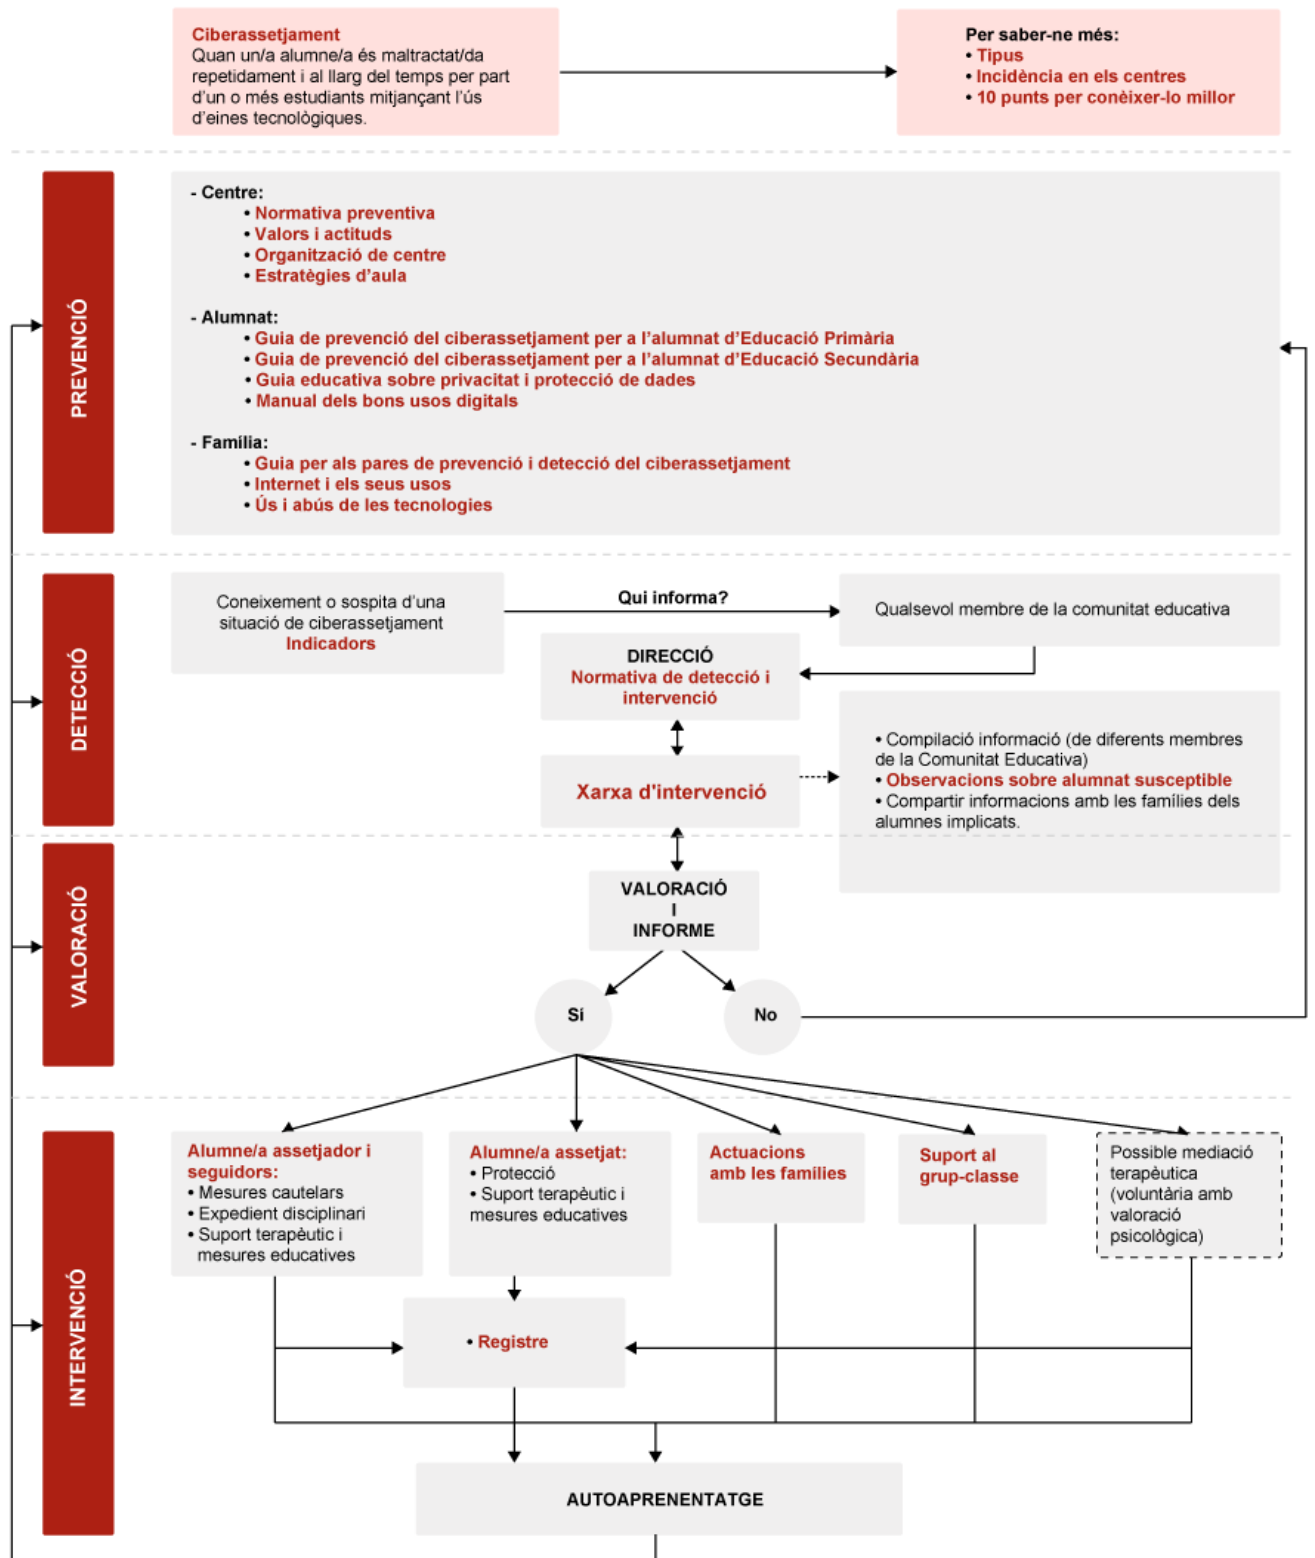 Ciberassetjament
Quan un/a alumne/a és maltractat/da
repetidament i al llarg del temps per part
d'un o més estudiants mitjançant l'ús
d'eines tecnològiques.
Per saber-ne més:
• Tipus
• Incidència en els centres
• 10 punts per conèixer-lo millor
PREVENCIÓ
- Centre:
• Normativa preventiva
• Valors i actituds
• Organització de centre
• Estratègies d'aula
- Alumnat:
• Guia de prevenció del ciberassetjament per a l'alumnat d'Educació Primària
• Guia de prevenció del ciberassetjament per a l'alumnat d'Educació Secundària
• Guia educativa sobre privacitat i protecció de dades
• Manual dels bons usos digitals
- Família:
• Guia per als pares de prevenció i detecció del ciberassetjament
• Internet i els seus usos
• Ús i abús de les tecnologies
DETECCIÓ
Coneixement o sospita d'una
situació de ciberassetjament
Indicadors
Qui informa?
Qualsevol membre de la comunitat educativa
DIRECCIÓ
Normativa de detecció i
intervenció
Xarxa d'intervenció
• Compilació informació (de diferents membres
de la Comunitat Educativa)
• Observacions sobre alumnat susceptible
• Compartir informacions amb les famílies dels
alumnes implicats.
VALORACIÓ
VALORACIÓ
I
INFORME
Sí
No
INTERVENCIÓ
Alumne/a assetjador i
seguidors:
• Mesures cautelars
• Expedient disciplinari
• Suport terapèutic i
mesures educatives
Alumne/a assetjat:
• Protecció
• Suport terapèutic i
mesures educatives
Actuacions
amb les famílies
Suport al
grup-classe
Possible mediació
terapèutica
(voluntària amb
valoració
psicològica)
• Registre
AUTOAPRENENTATGE